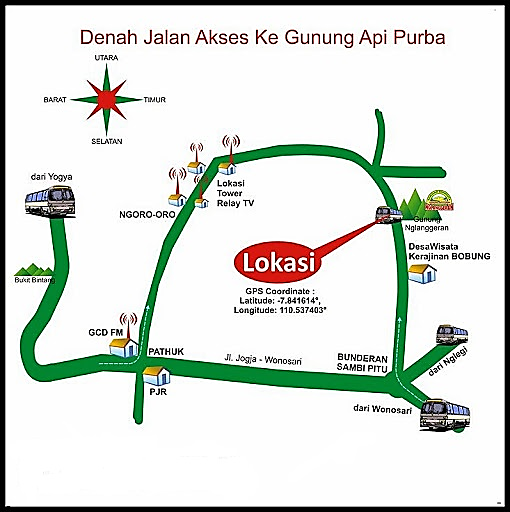 Denah Jalan Akses Ke Gunung Api Purba
UTARA
BARAT
TIMUR
SELATAN
dari Yogya
Lokasi
Tower
Relay TV
NGORO-ORO
Gunung
Nglanggeran
DesaWisata
Kerajinan BOBUNG
Lokasi
GPS Coordinate :
Latitude: -7.841614°,
Longitude: 110.537403°
Bukit Bintang
GCD FM
PATHUK
Jl. Jogja - Wonosari
BUNDERAN
SAMBI PITU
dari Nglegi
PJR
dari Wonosari